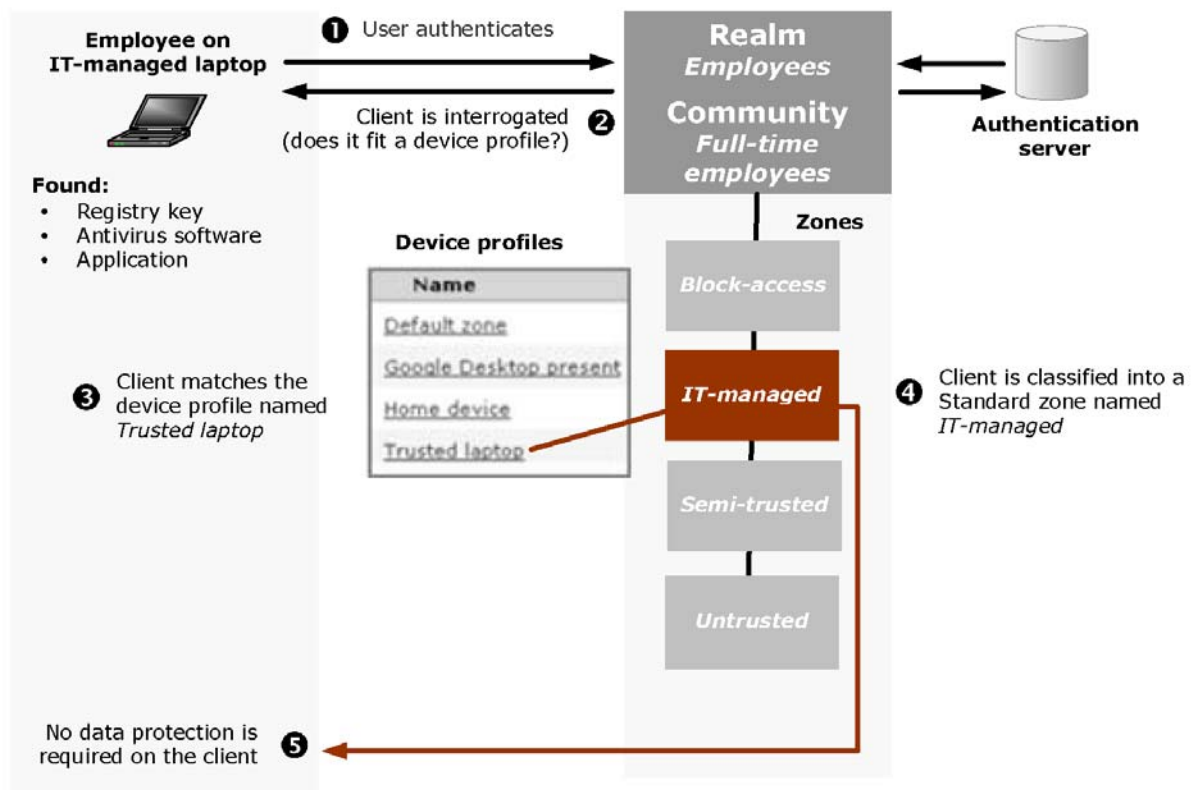 Employee on
IT-managed laptop
❶ User authenticates
Realm
Employees
Community
Full-time
employees
Client is interrogated
(does it fit a device profile?) ❷
Authentication
server
Found:
• Registry key
• Antivirus software
• Application
Zones
Device profiles
Name
Default zone
Google Desktop present
Home device
Trusted laptop
Block-access
IT-managed
Semi-trusted
Untrusted
❸ Client matches the
device profile named
Trusted laptop
❹ Client is classified into a
Standard zone named
IT-managed
No data protection is
required on the client ❺